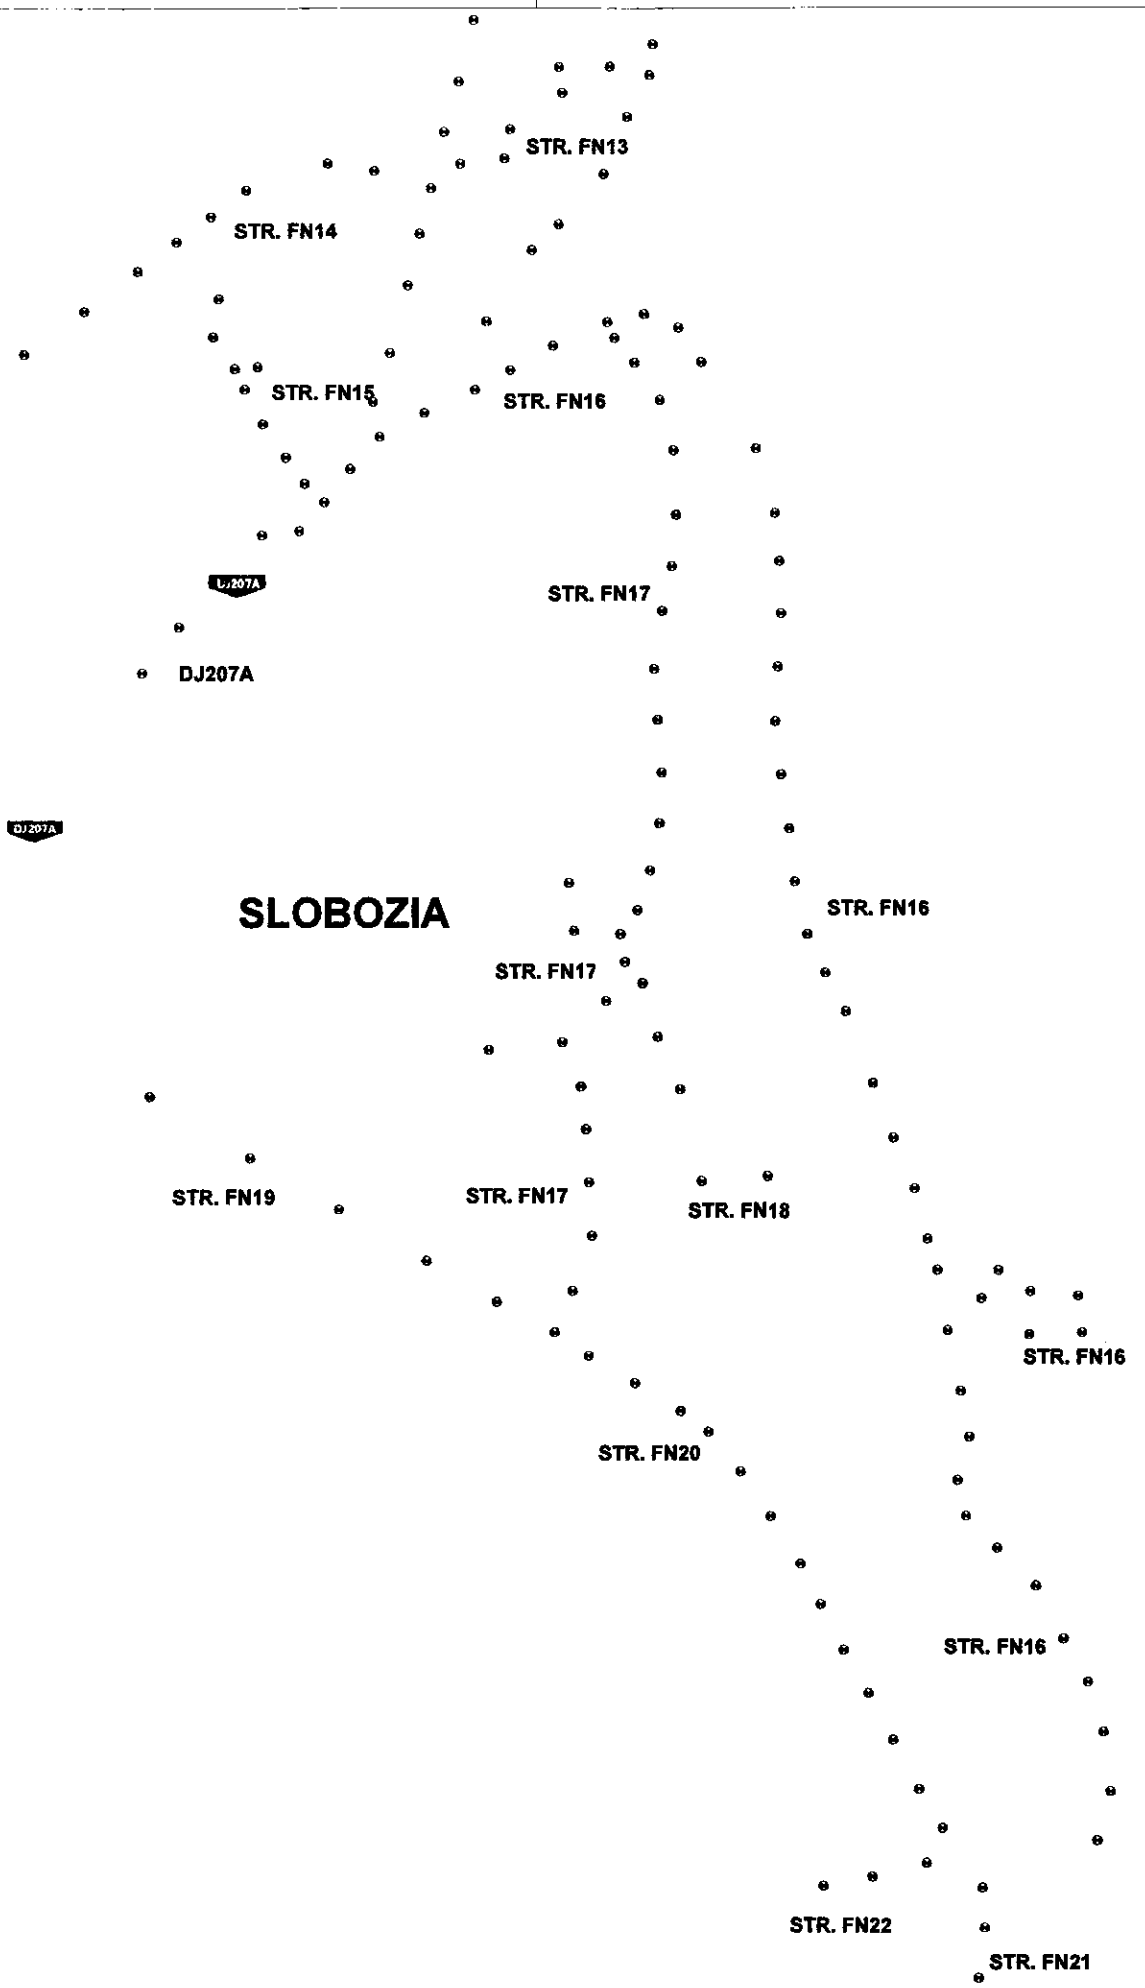 STR. FN13
STR. FN14
STR. FN15
STR. FN16
DJ207A
STR. FN17
DJ207A
DJ207A
SLOBOZIA
STR. FN16
STR. FN17
STR. FN19
STR. FN17
STR. FN18
STR. FN16
STR. FN20
STR. FN16
STR. FN22
STR. FN21